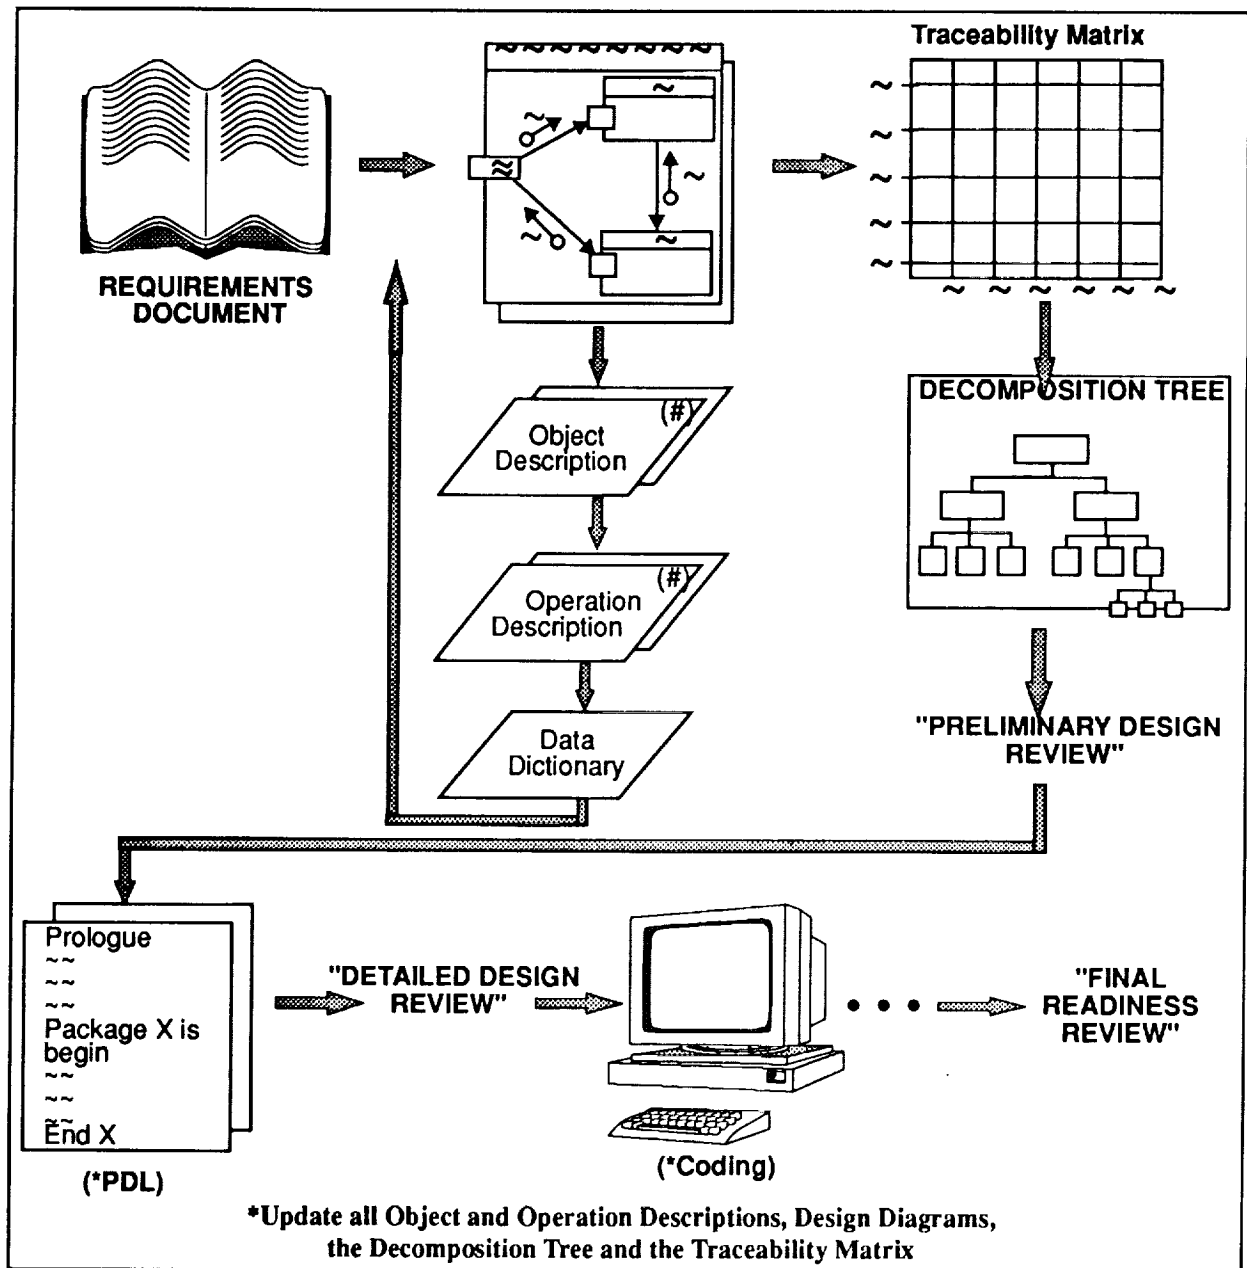 Traceability Matrix
REQUIREMENTS
DOCUMENT
(#)
Object
Description
(#)
Operation
Description
Data
Dictionary
DECOMPOSITION TREE
"PRELIMINARY DESIGN
REVIEW"
Prologue
~ ~
~ ~
~ ~
Package X is
begin
~ ~
~ ~
~ ~
End X
(*PDL)
"DETAILED DESIGN
REVIEW"
(*Coding)
• • •
"FINAL
READINESS
REVIEW"
*Update all Object and Operation Descriptions, Design Diagrams,
the Decomposition Tree and the Traceability Matrix